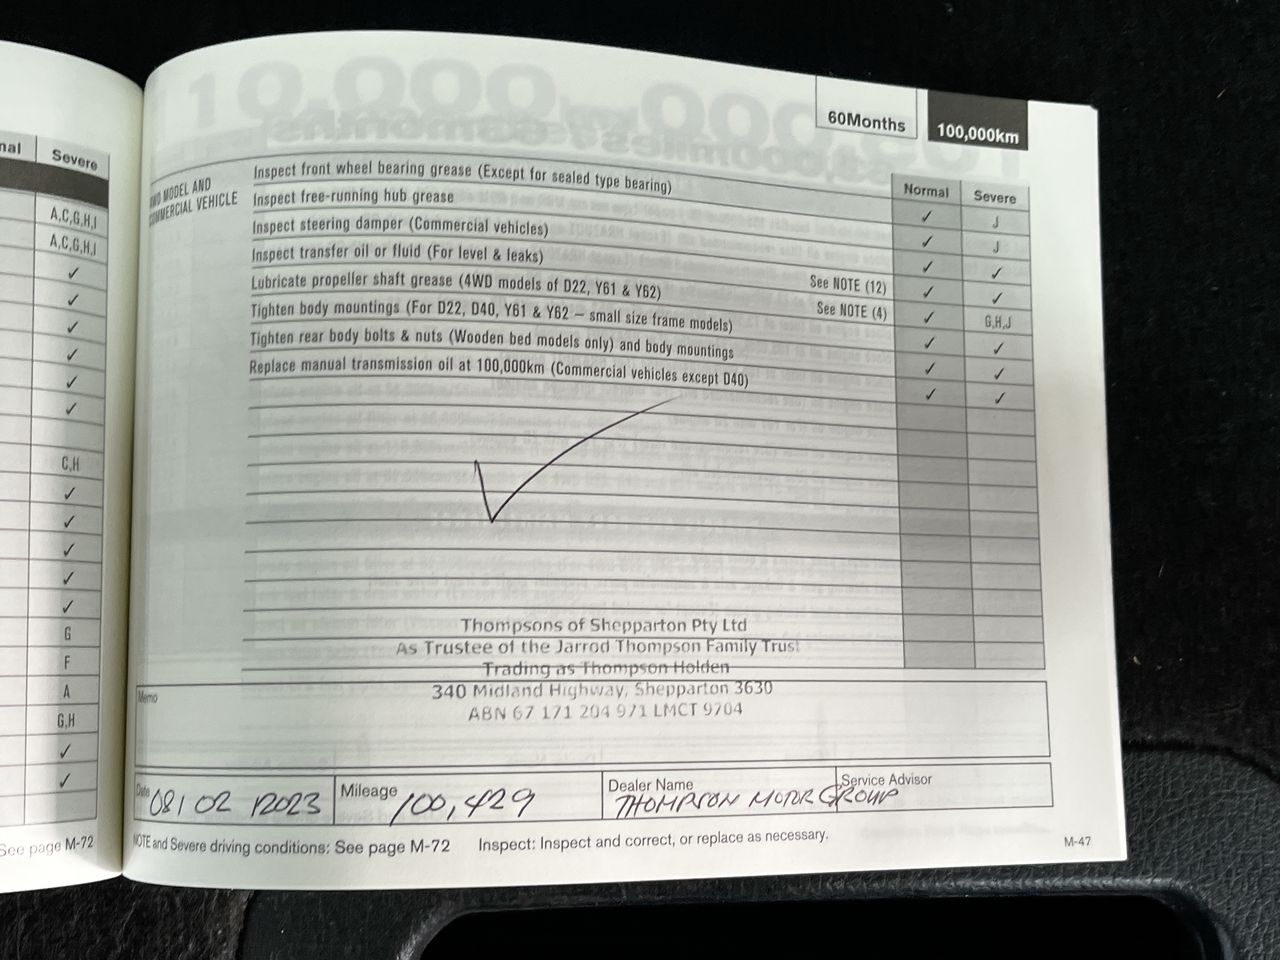 nal Severe
A,C,G,H,I
A,C,G,H,I
✓
✓
✓
✓
✓
✓
C,H
✓
✓
✓
✓
✓
G
F
A
G,H
✓
✓
See page M-72
60Months 100,000km
Normal Severe
MODEL AND
COMMERCIAL VEHICLE
Inspect front wheel bearing grease (Except for sealed type bearing) ✓ J
Inspect free-running hub grease ✓ J
Inspect steering damper (Commercial vehicles) ✓ ✓
Inspect transfer oil or fluid (For level & leaks) See NOTE (12) ✓ ✓
Lubricate propeller shaft grease (4WD models of D22, Y61 & Y62) See NOTE (4) ✓ G,H,J
Tighten body mountings (For D22, D40, Y61 & Y62 – small size frame models) ✓ ✓
Tighten rear body bolts & nuts (Wooden bed models only) and body mountings ✓ ✓
Replace manual transmission oil at 100,000km (Commercial vehicles except D40) ✓ ✓
Thompsons of Shepparton Pty Ltd
As Trustee of the Jarrod Thompson Family Trust
Trading as Thompson Holden
340 Midland Highway, Shepparton 3630
ABN 67 171 204 971 LMCT 9704
Memo
Date 08/02/2023 Mileage 100,429 Dealer Name THOMPSON MOTOR GROUP Service Advisor
NOTE and Severe driving conditions: See page M-72 Inspect: Inspect and correct, or replace as necessary.
M-47